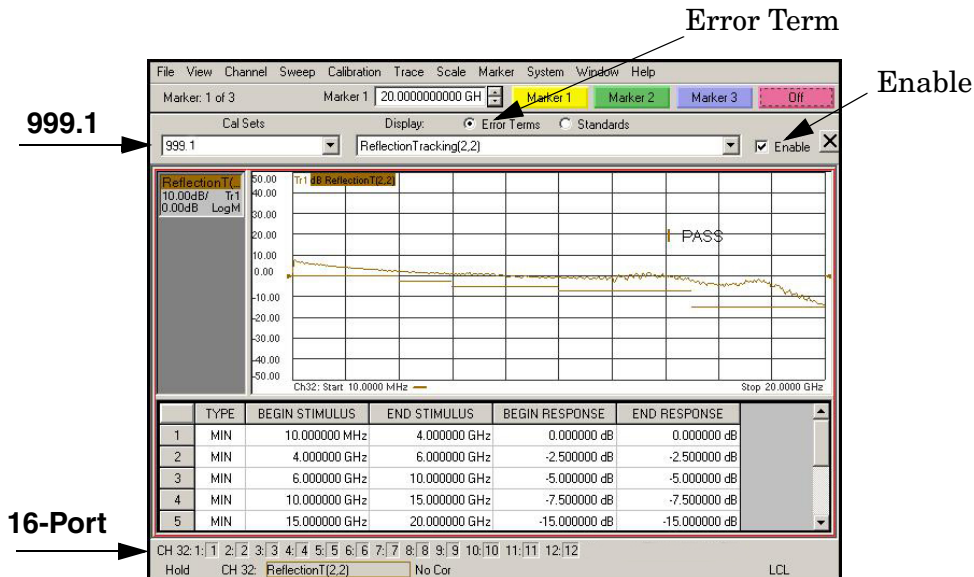 Error Term
File View Channel Sweep Calibration Trace Scale Marker System Window Help
Enable
Marker: 1 of 3 Marker 1 20.0000000000 GH Marker 1 Marker 2 Marker 3 Off
999.1
Cal Sets Display: Error Terms Standards
999.1 ReflectionTracking(2,2) Enable
ReflectionT(...
10.00dB/ Tr1
0.00dB LogM
Tr1 dB ReflectionT(2,2)
50.00
40.00
30.00
20.00
PASS
10.00
0.00
-10.00
-20.00
-30.00
-40.00
-50.00
Ch32: Start 10.0000 MHz
Stop 20.0000 GHz
TYPE BEGIN STIMULUS END STIMULUS BEGIN RESPONSE END RESPONSE
1 MIN 10.000000 MHz 4.000000 GHz 0.000000 dB 0.000000 dB
2 MIN 4.000000 GHz 6.000000 GHz -2.500000 dB -2.500000 dB
3 MIN 6.000000 GHz 10.000000 GHz -5.000000 dB -5.000000 dB
4 MIN 10.000000 GHz 15.000000 GHz -7.500000 dB -7.500000 dB
5 MIN 15.000000 GHz 20.000000 GHz -15.000000 dB -15.000000 dB
16-Port
CH 32: 1: 1 2: 2 3: 3 4: 4 5: 5 6: 6 7: 7 8: 8 9: 9 10: 10 11: 11 12: 12
Hold CH 32: ReflectionT(2,2) No Cor LCL